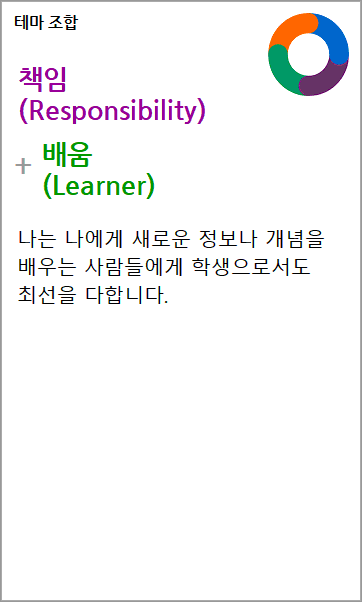 테마 조합
책임
(Responsibility)
+ 배움
(Learner)
나는 나에게 새로운 정보나 개념을
배우는 사람들에게 학생으로서도
최선을 다합니다.